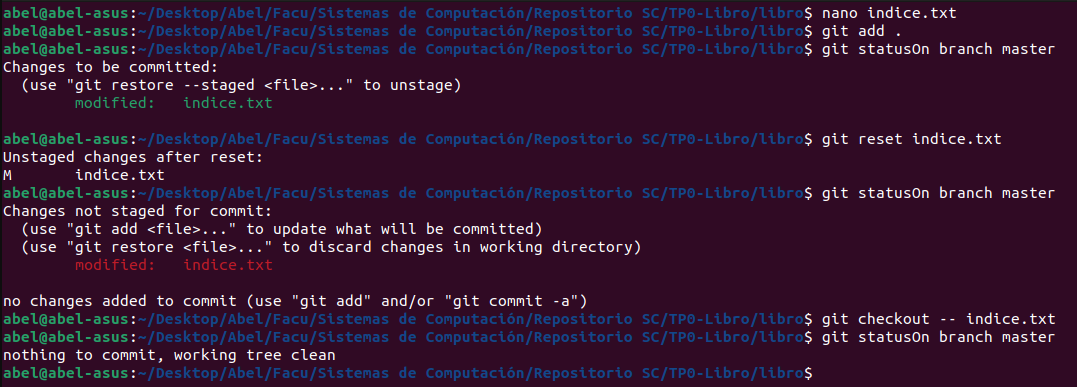 abel@abel-asus:~/Desktop/Abel/Facu/Sistemas de Computación/Repositorio SC/TP0-Libro/libro$ nano indice.txt
abel@abel-asus:~/Desktop/Abel/Facu/Sistemas de Computación/Repositorio SC/TP0-Libro/libro$ git add .
abel@abel-asus:~/Desktop/Abel/Facu/Sistemas de Computación/Repositorio SC/TP0-Libro/libro$ git statusOn branch master
Changes to be committed:
  (use "git restore --staged <file>..." to unstage)
        modified:   indice.txt

abel@abel-asus:~/Desktop/Abel/Facu/Sistemas de Computación/Repositorio SC/TP0-Libro/libro$ git reset indice.txt
Unstaged changes after reset:
M       indice.txt
abel@abel-asus:~/Desktop/Abel/Facu/Sistemas de Computación/Repositorio SC/TP0-Libro/libro$ git statusOn branch master
Changes not staged for commit:
  (use "git add <file>..." to update what will be committed)
  (use "git restore <file>..." to discard changes in working directory)
        modified:   indice.txt

no changes added to commit (use "git add" and/or "git commit -a")
abel@abel-asus:~/Desktop/Abel/Facu/Sistemas de Computación/Repositorio SC/TP0-Libro/libro$ git checkout -- indice.txt
abel@abel-asus:~/Desktop/Abel/Facu/Sistemas de Computación/Repositorio SC/TP0-Libro/libro$ git statusOn branch master
nothing to commit, working tree clean
abel@abel-asus:~/Desktop/Abel/Facu/Sistemas de Computación/Repositorio SC/TP0-Libro/libro$